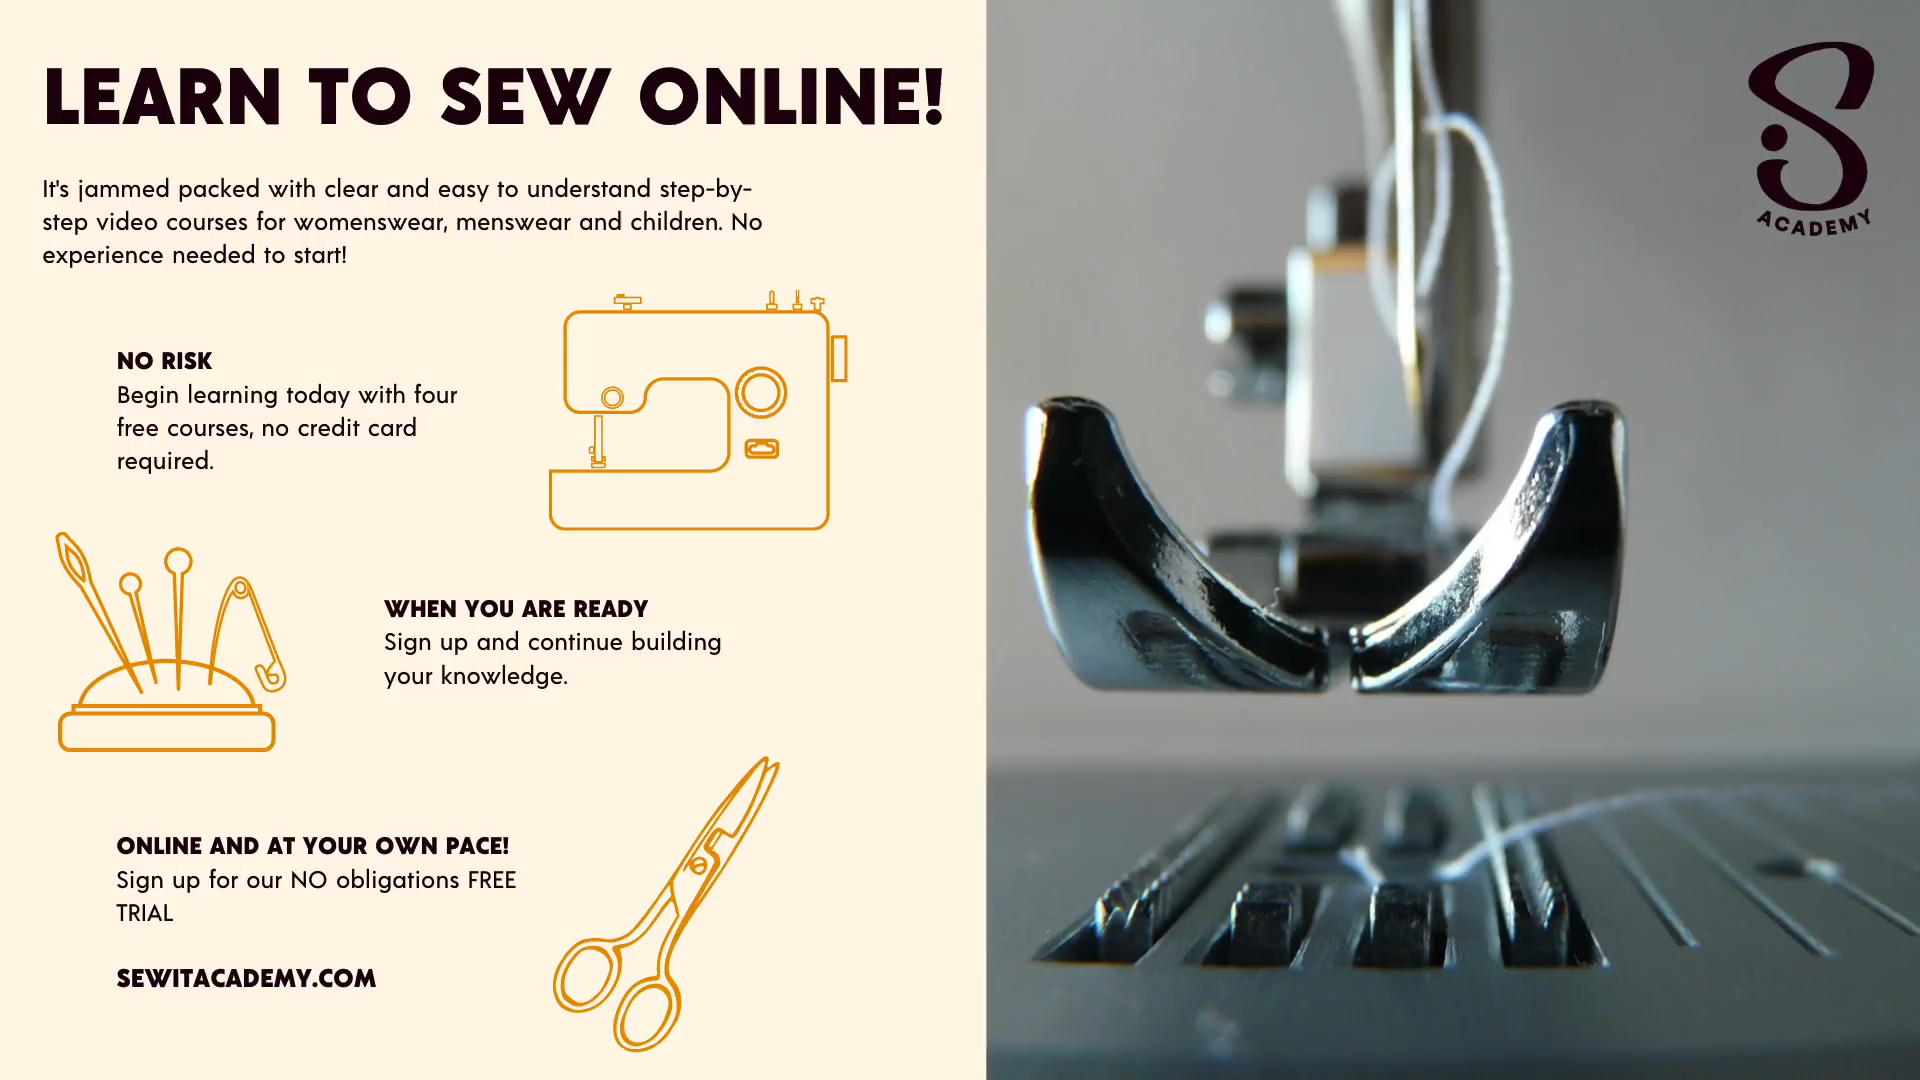 LEARN TO SEW ONLINE!
It's jammed packed with clear and easy to understand step-by-
step video courses for womenswear, menswear and children. No
experience needed to start!
NO RISK
Begin learning today with four
free courses, no credit card
required.
WHEN YOU ARE READY
Sign up and continue building
your knowledge.
ONLINE AND AT YOUR OWN PACE!
Sign up for our NO obligations FREE
TRIAL
SEWITACADEMY.COM
S
ACADEMY